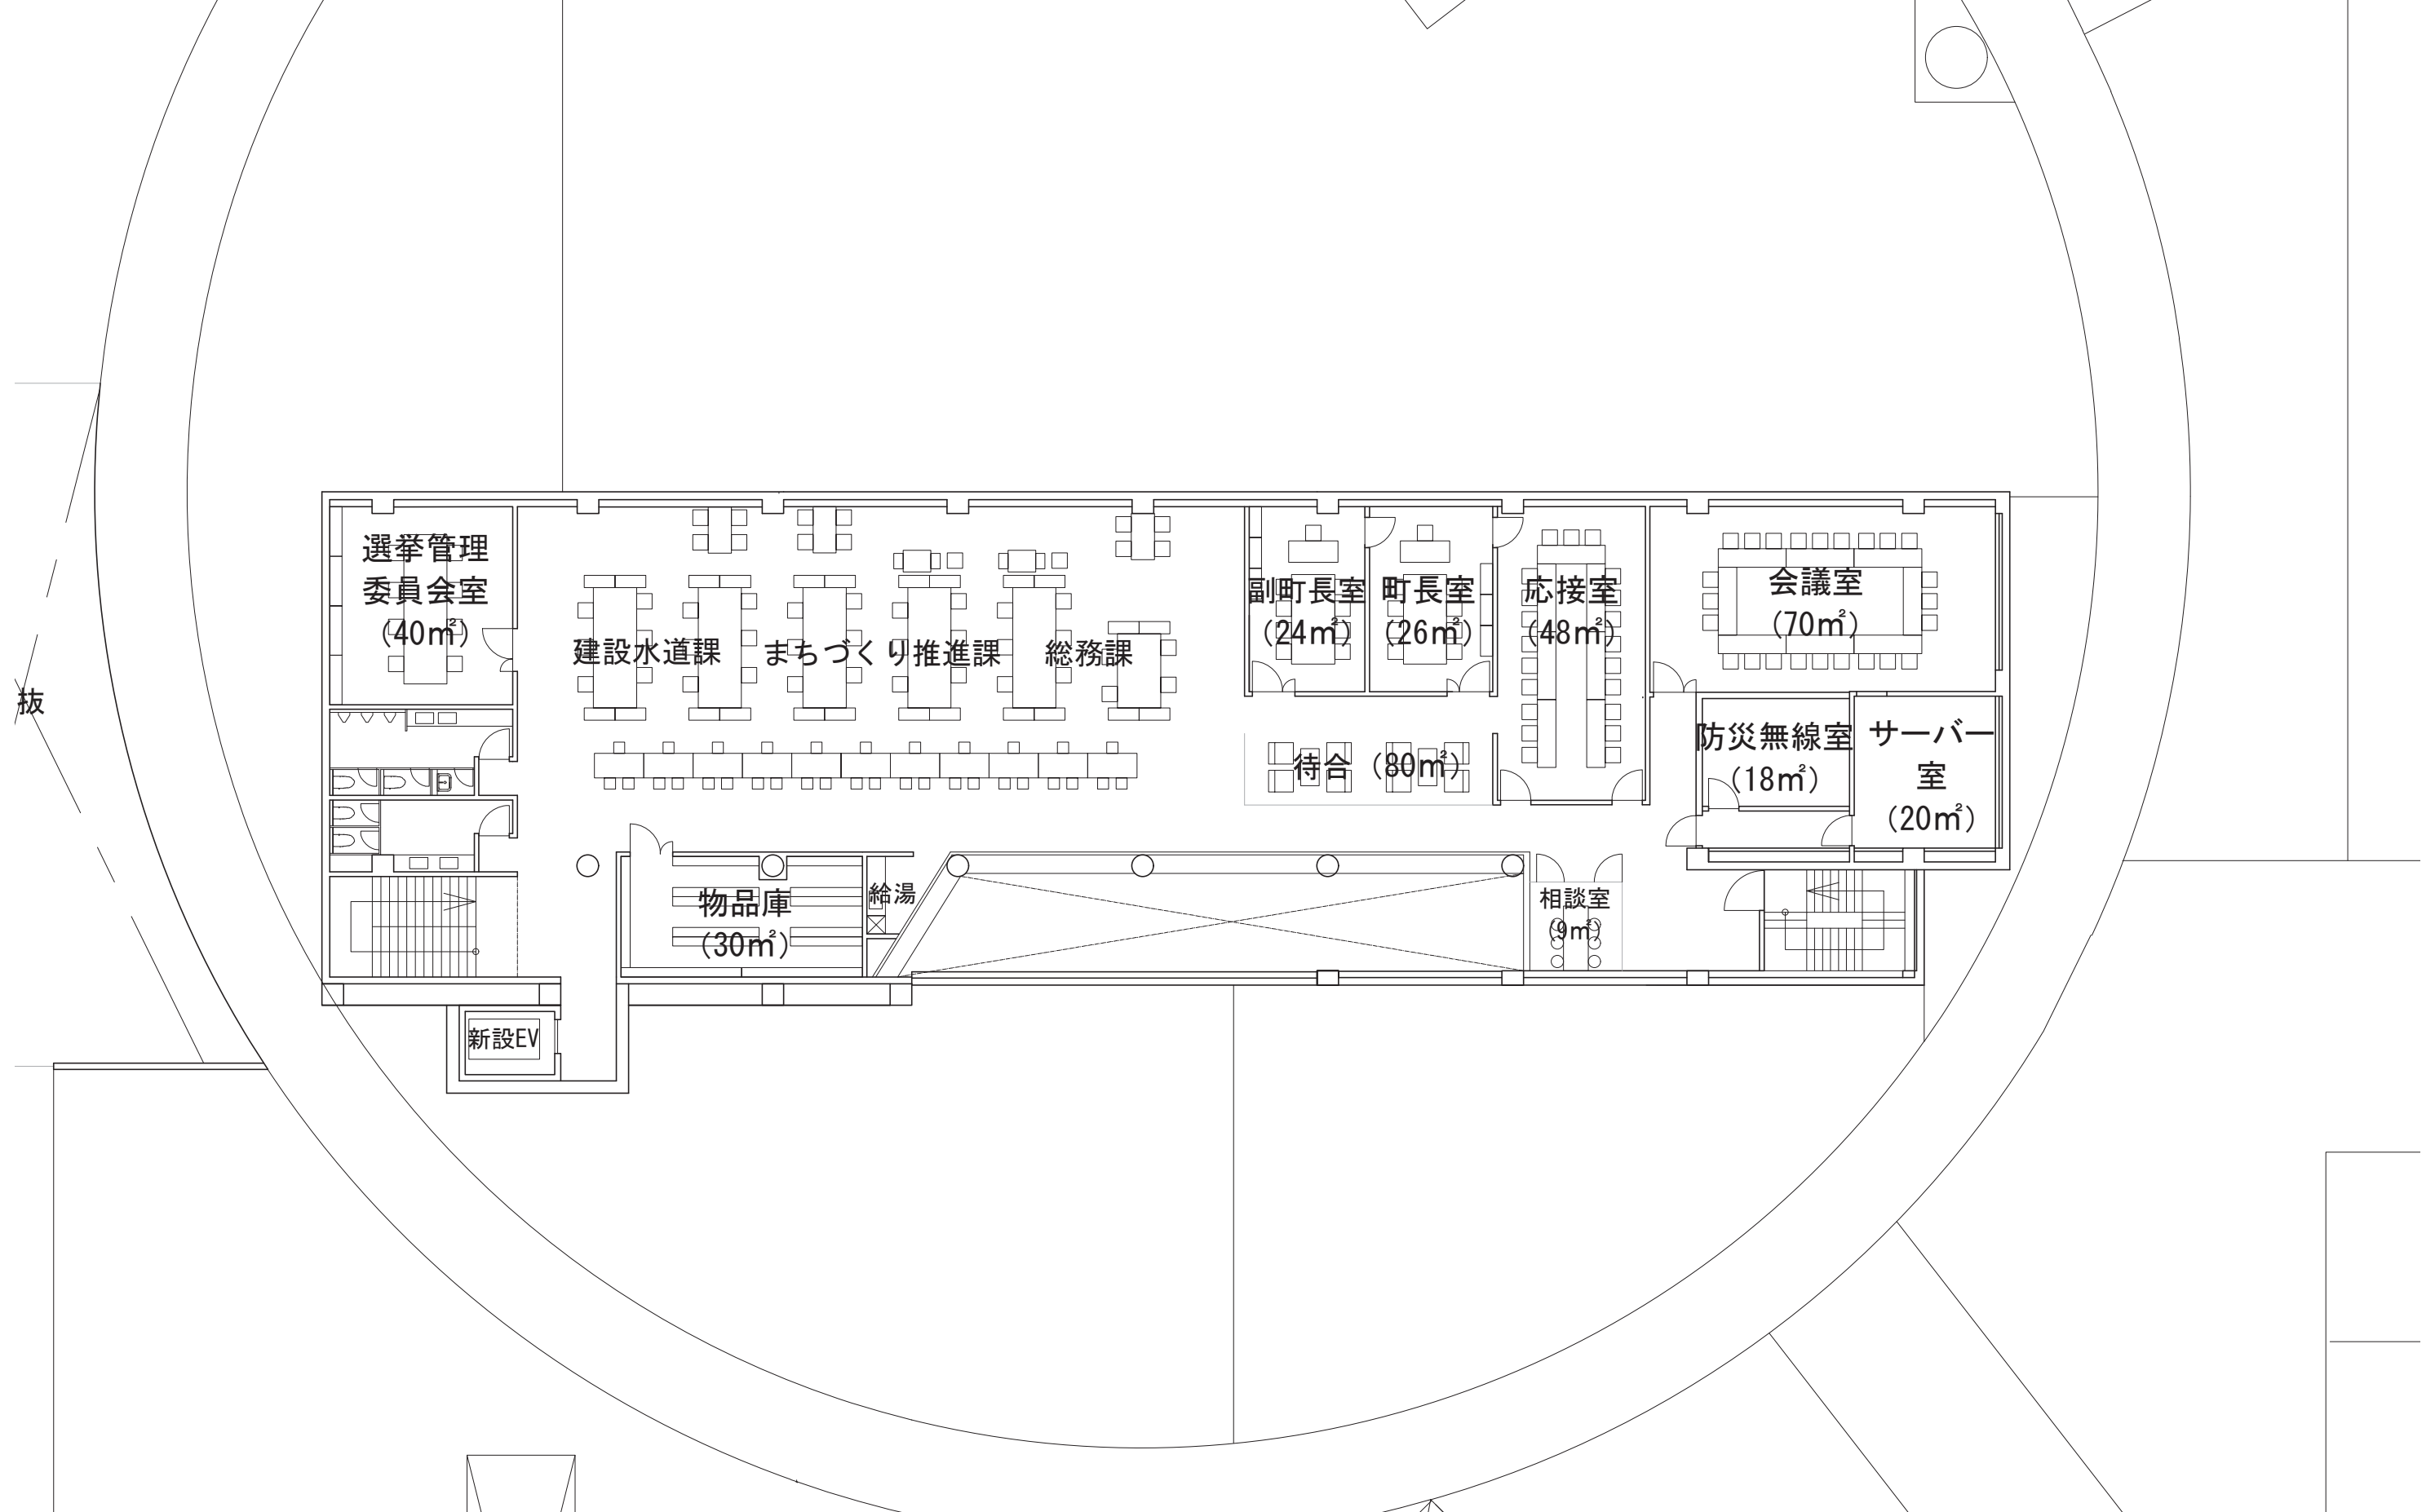 選挙管理
委員会室
(40㎡)
建設水道課
まちづくり推進課
総務課
副町長室
(24㎡)
町長室
(26㎡)
応接室
(48㎡)
会議室
(70㎡)
抜
待合 (80㎡)
防災無線室
(18㎡)
サーバー
室
(20㎡)
物品庫
(30㎡)
給湯
相談室
(9㎡)
新設EV